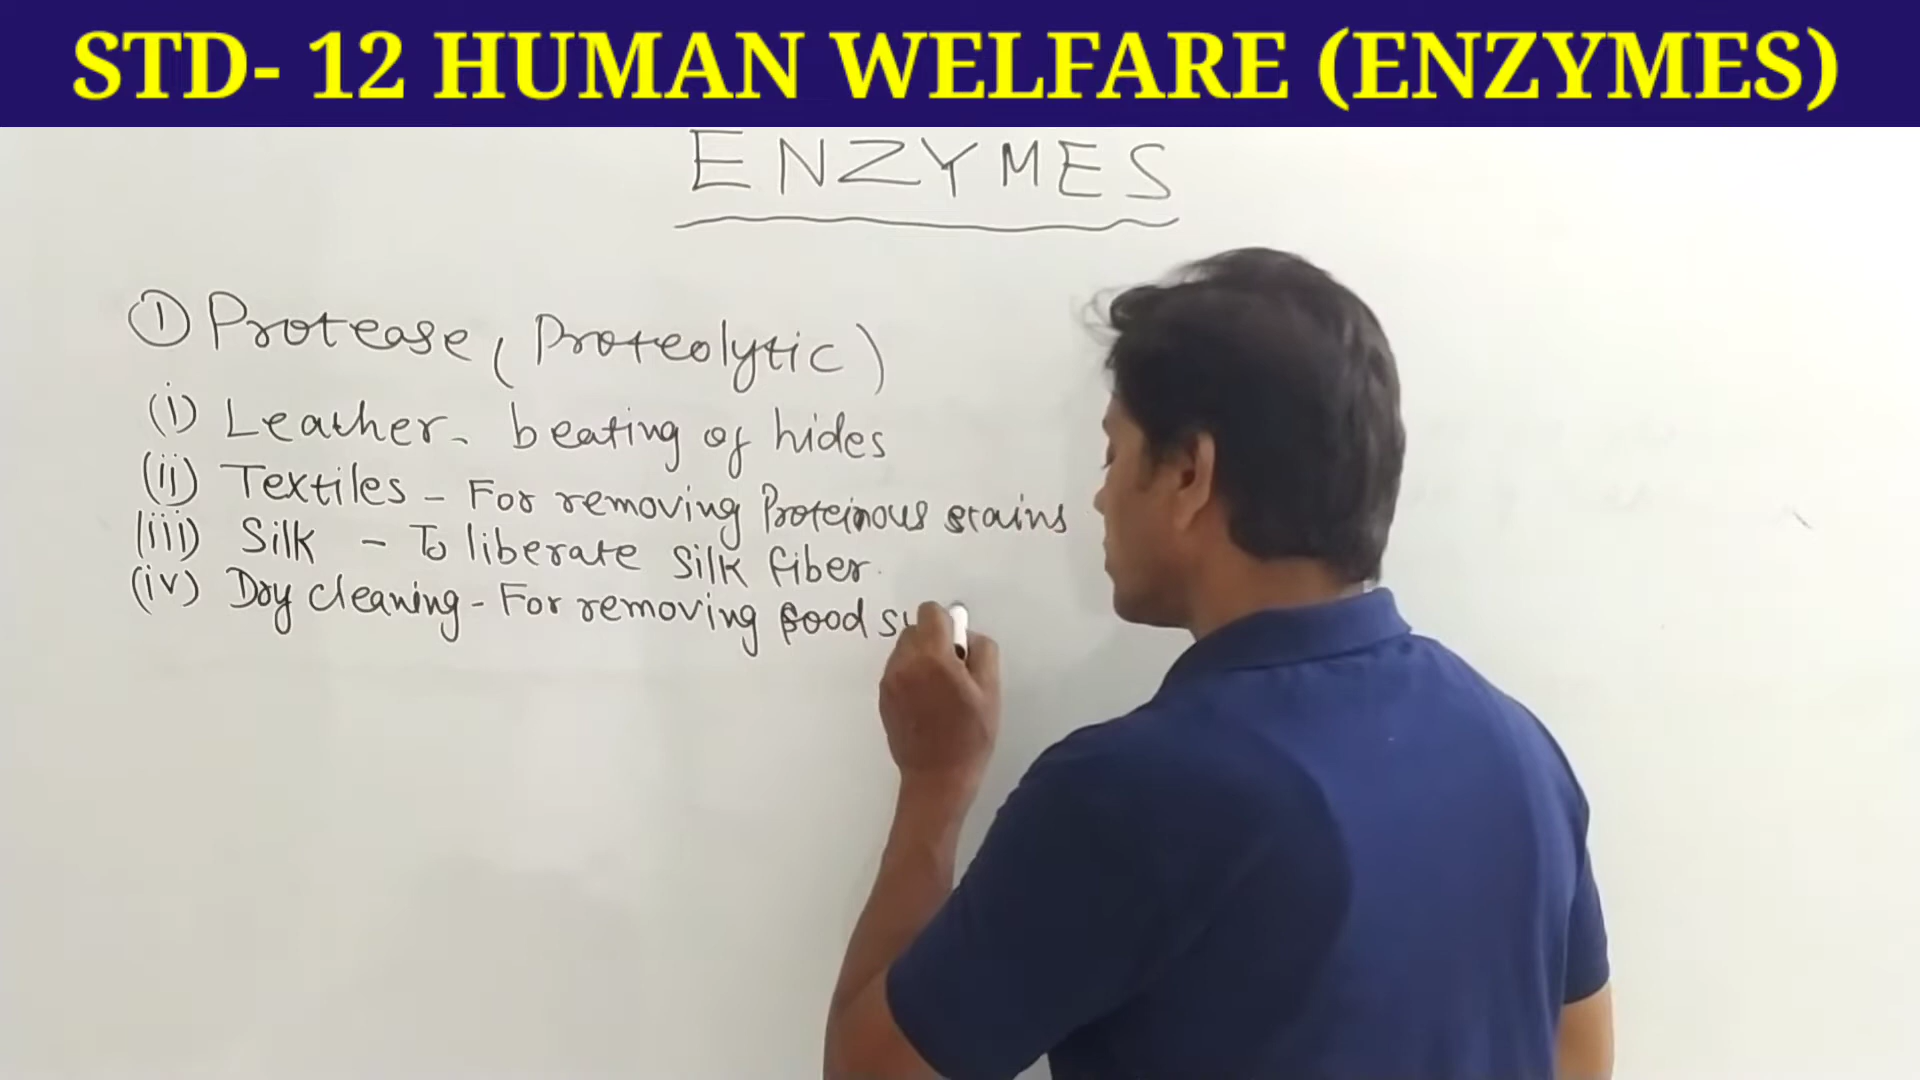 STD- 12 HUMAN WELFARE (ENZYMES)
ENZYMES
① Protease ( Proteolytic )
(i) Leather - beating of hides
(ii) Textiles - For removing Proteinous stains
(iii) Silk - To liberate Silk fiber.
(iv) Dry cleaning - For removing food